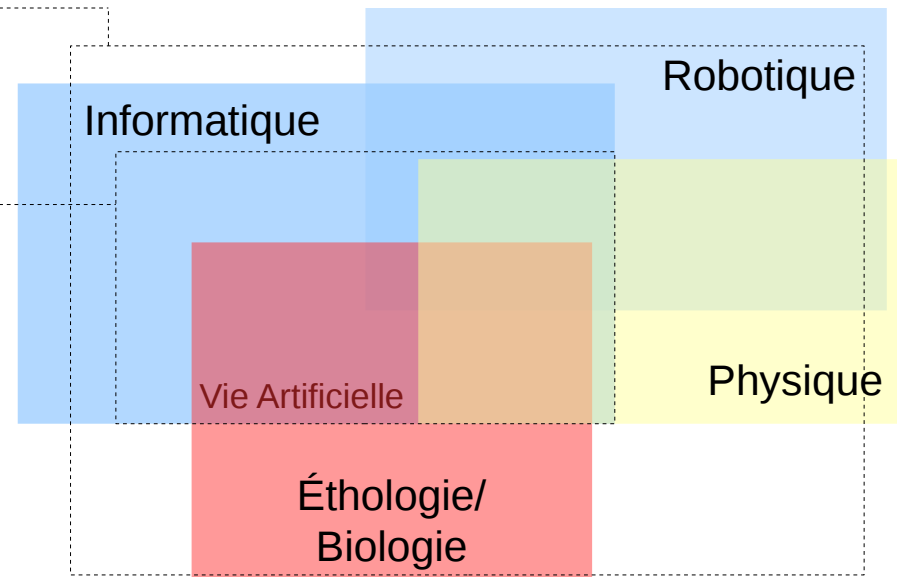 Robotique
Informatique
Physique
Vie Artificielle
Éthologie/
Biologie